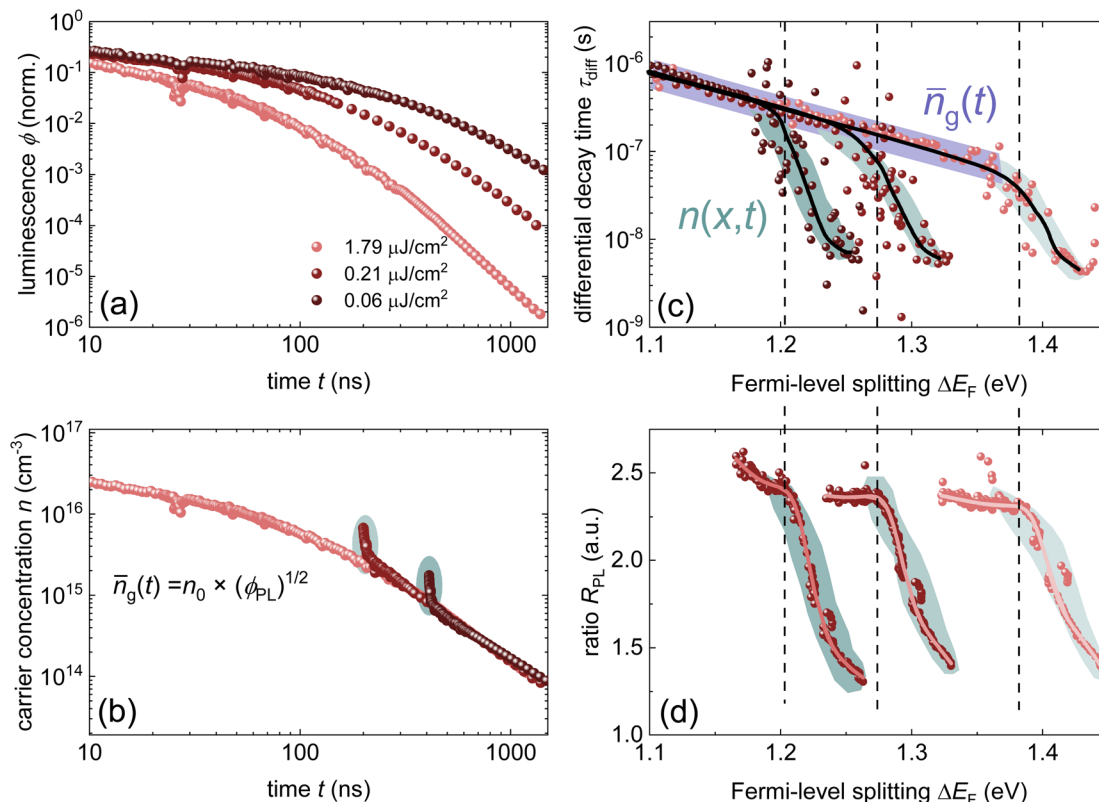 luminescence ϕ (norm.)
10⁰
10⁻¹
10⁻²
10⁻³
10⁻⁴
10⁻⁵
10⁻⁶
1.79 μJ/cm²
0.21 μJ/cm²
0.06 μJ/cm²
(a)
10 100 1000
time t (ns)
differential decay time τdiff (s)
10⁻⁶
10⁻⁷
10⁻⁸
10⁻⁹
n̅g(t)
n(x,t)
(c)
1.1 1.2 1.3 1.4
Fermi-level splitting ΔEF (eV)
carrier concentration n (cm⁻³)
10¹⁷
10¹⁶
10¹⁵
10¹⁴
n̅g(t) =n₀ × (ϕPL)¹/²
(b)
10 100 1000
time t (ns)
ratio RPL (a.u.)
2.5
2.0
1.5
1.0
(d)
1.2 1.3 1.4
Fermi-level splitting ΔEF (eV)